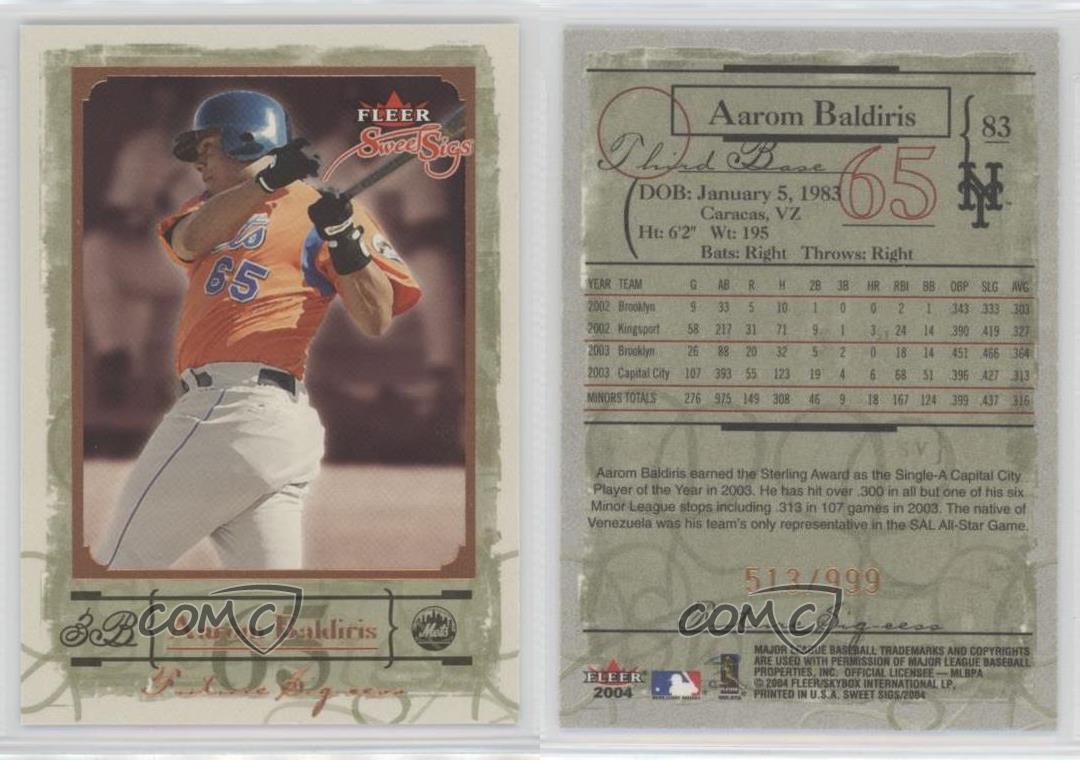 FLEER
Sweet Sigs
Mets
65
3B
Aarom Baldiris
Mets
65
Future Signees
COMC
Aarom Baldiris
83
Third Base
65
NY
DOB: January 5, 1983
Caracas, VZ
Ht: 6'2" Wt: 195
Bats: Right Throws: Right
YEAR TEAM G AB R H 2B 3B HR RBI BB OBP SLG AVG
2002 Brooklyn 9 33 5 10 1 0 0 2 1 .343 .333 .303
2002 Kingsport 58 217 31 71 9 1 3 24 14 .390 .419 .327
2003 Brooklyn 26 88 20 32 5 2 0 18 14 .451 .466 .364
2003 Capital City 107 393 55 123 19 4 6 68 51 .396 .427 .313
MINORS TOTALS 276 975 149 308 46 9 18 167 124 .399 .437 .316
Aarom Baldiris earned the Sterling Award as the Single-A Capital City
Player of the Year in 2003. He has hit over .300 in all but one of his six
Minor League stops including .313 in 107 games in 2003. The native of
Venezuela was his team's only representative in the SAL All-Star Game.
513/999
Future Signees
COMC
FLEER
2004
MAJOR LEAGUE BASEBALL TRADEMARKS AND COPYRIGHTS
ARE USED WITH PERMISSION OF MAJOR LEAGUE BASEBALL
PROPERTIES, INC. OFFICIAL LICENSEE — MLBPA
© 2004 FLEER/SKYBOX INTERNATIONAL LP.
PRINTED IN U.S.A. SWEET SIGS/2004